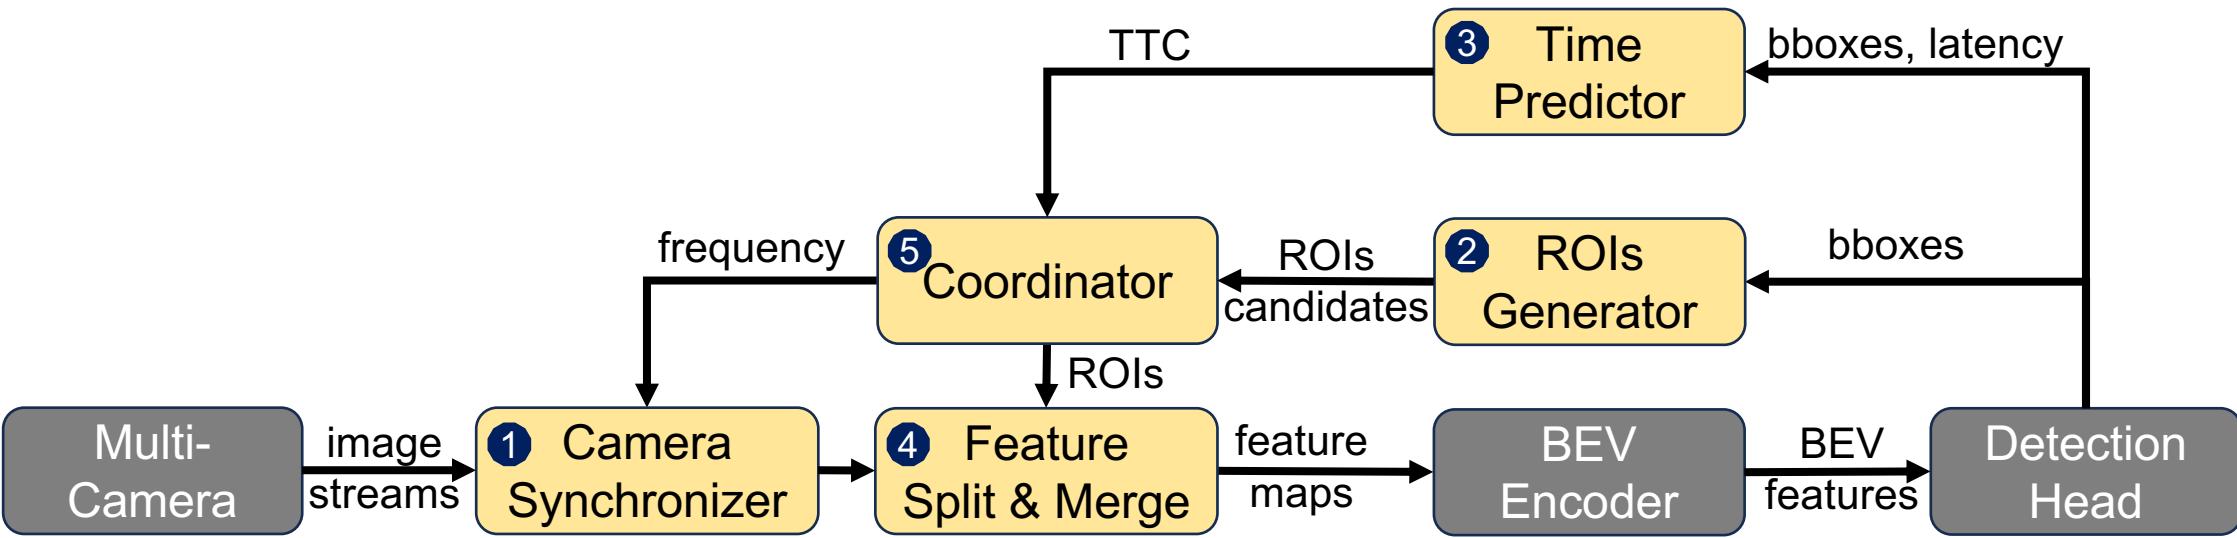 TTC
3 Time
Predictor
bboxes, latency
frequency
5
Coordinator
ROIs
candidates
2 ROIs
Generator
bboxes
ROIs
Multi-
Camera
image
streams
1 Camera
Synchronizer
4 Feature
Split & Merge
feature
maps
BEV
Encoder
BEV
features
Detection
Head